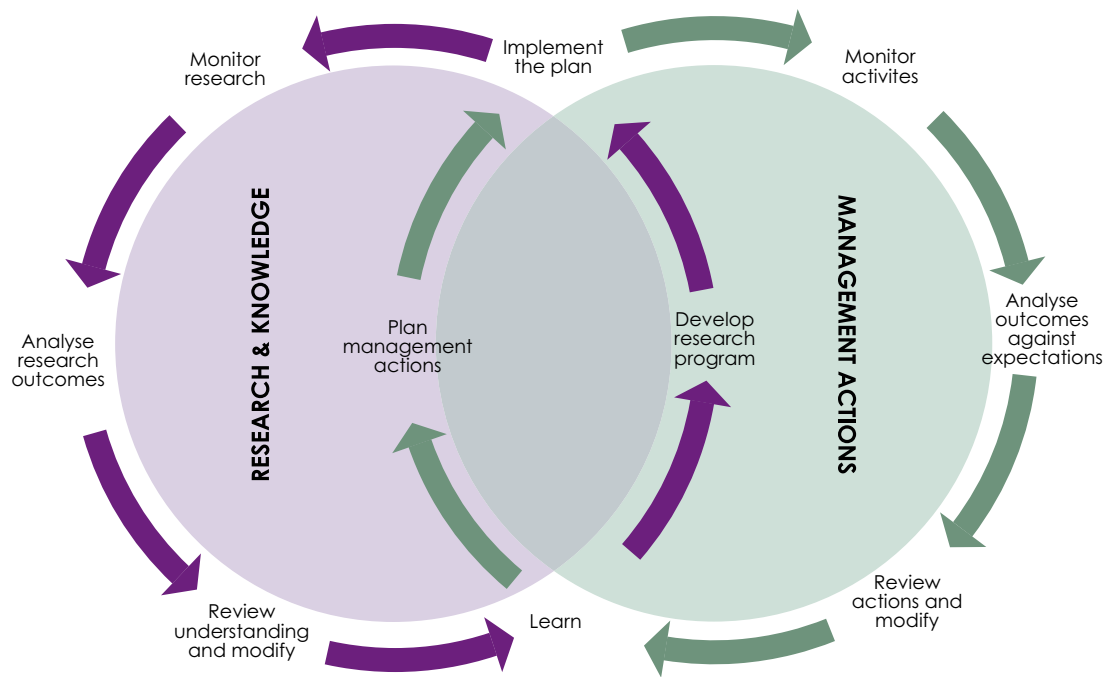 Implement
the plan
Monitor
research
Monitor
activites
RESEARCH & KNOWLEDGE
MANAGEMENT ACTIONS
Analyse
research
outcomes
Plan
management
actions
Develop
research
program
Analyse
outcomes
against
expectations
Review
understanding
and modify
Learn
Review
actions and
modify